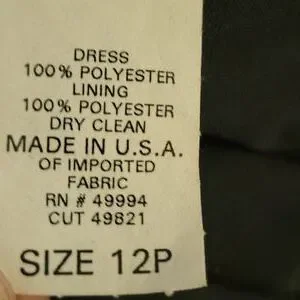 DRESS
100% POLYESTER
LINING
100% POLYESTER
DRY CLEAN
MADE IN U.S.A.
OF IMPORTED
FABRIC
RN # 49994
CUT 49821
SIZE 12P